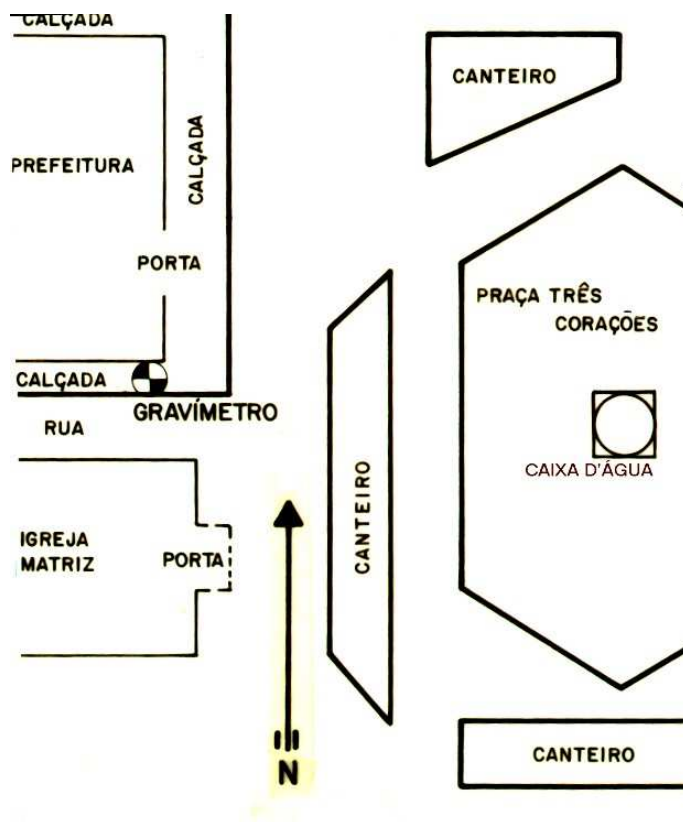 CALÇADA
CANTEIRO
PREFEITURA
CALÇADA
PORTA
PRAÇA TRÊS
CORAÇÕES
CALÇADA
GRAVÍMETRO
RUA
CAIXA D'ÁGUA
CANTEIRO
IGREJA
MATRIZ
PORTA
N
CANTEIRO